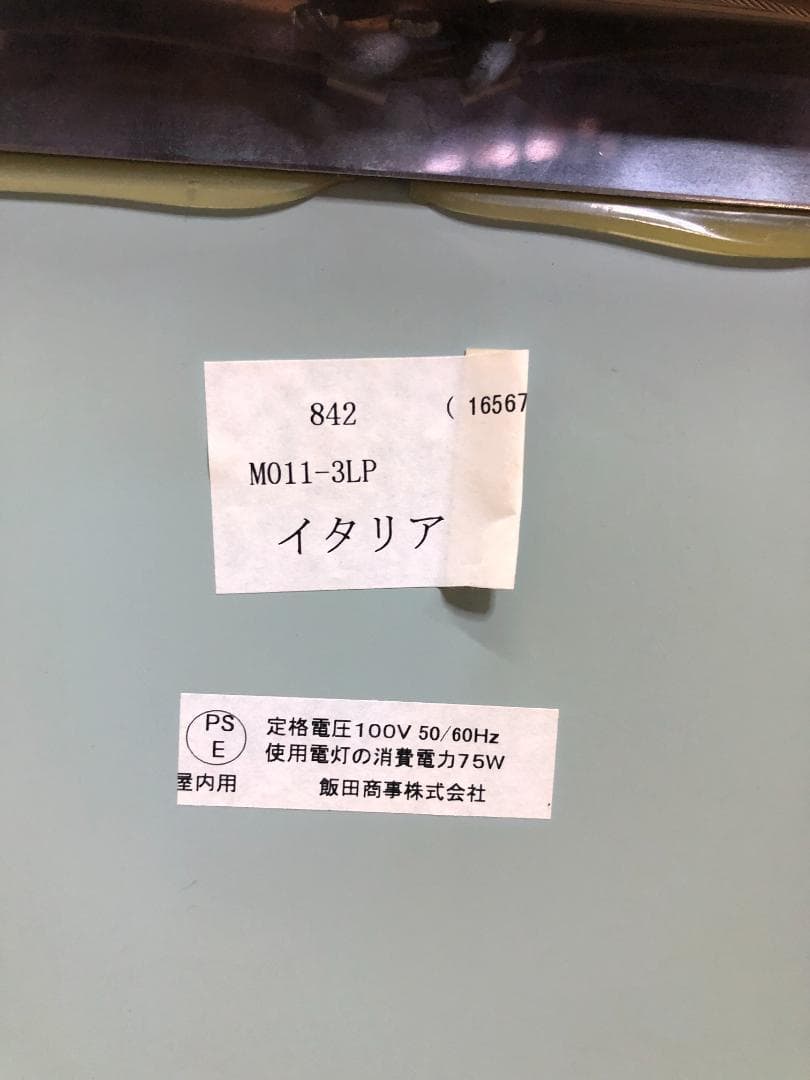 842 ( 16567
M011-3LP
イタリア
PS E 定格電圧100V 50/60Hz
使用電灯の消費電力75W
屋内用 飯田商事株式会社